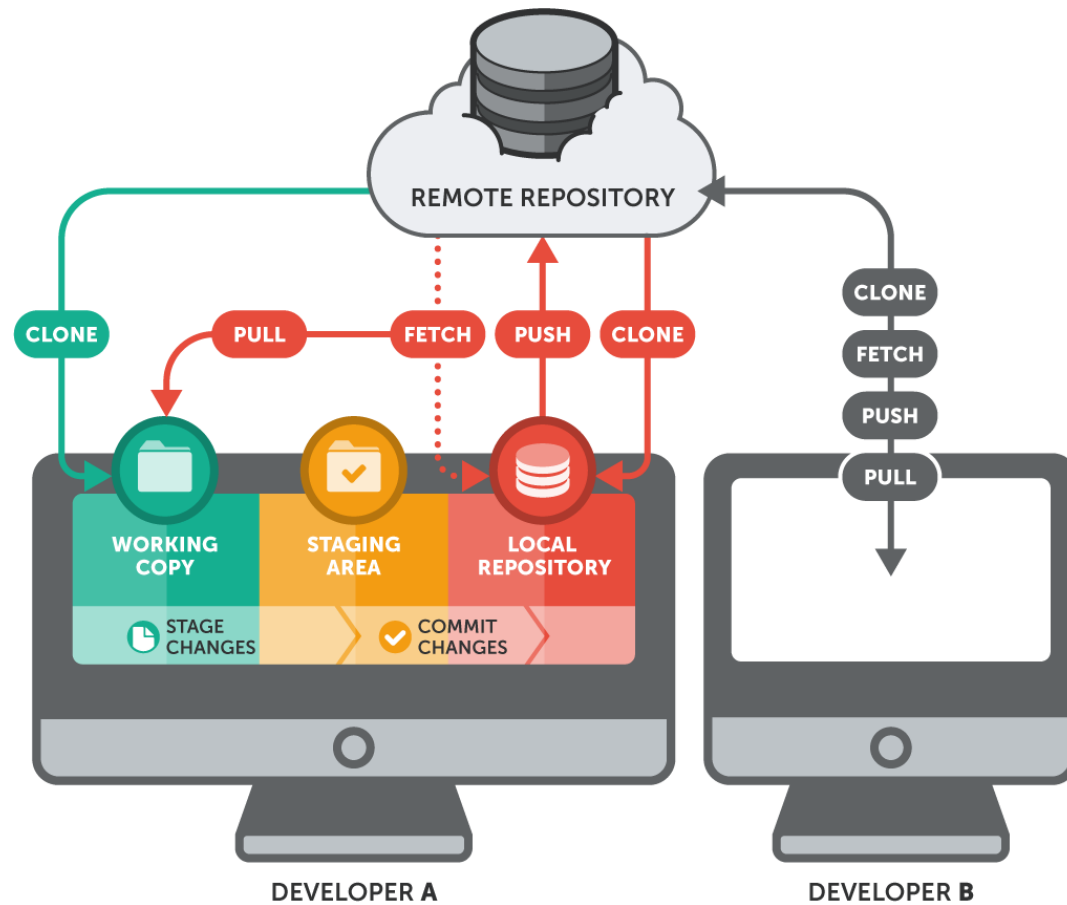 REMOTE REPOSITORY
CLONE
PULL
FETCH
PUSH
CLONE
CLONE
FETCH
PUSH
PULL
WORKING
COPY
STAGING
AREA
LOCAL
REPOSITORY
STAGE
CHANGES
COMMIT
CHANGES
DEVELOPER A
DEVELOPER B